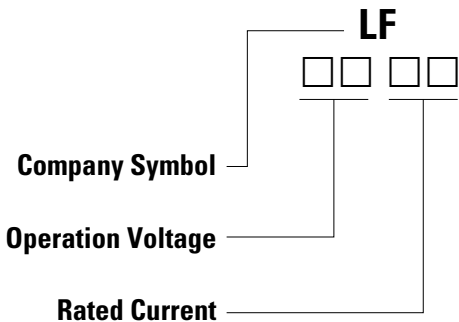 LF
□□ □□
Company Symbol
Operation Voltage
Rated Current